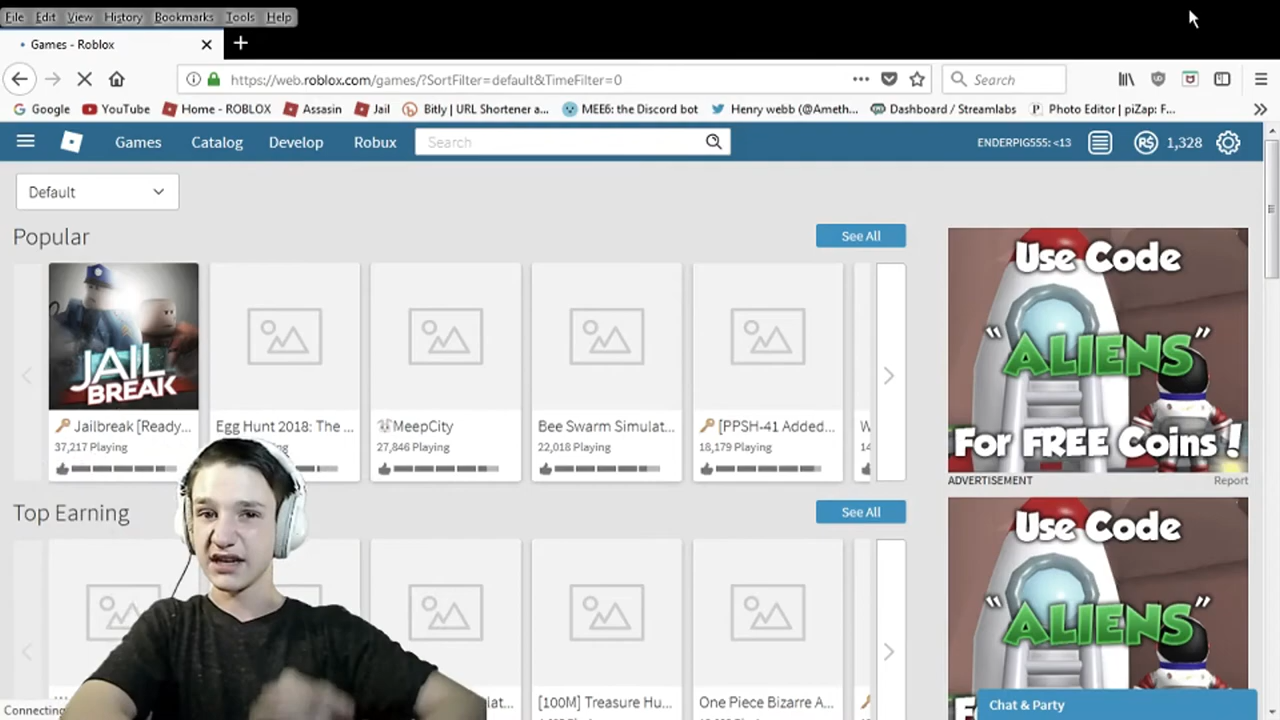 File Edit View History Bookmarks Tools Help
Games - Roblox
https://web.roblox.com/games/?SortFilter=default&TimeFilter=0
Search
Google YouTube Home - ROBLOX Assasin Jail Bitly | URL Shortener a... MEE6: the Discord bot Henry webb (@Ameth... Dashboard / Streamlabs Photo Editor | piZap: F...
Games Catalog Develop Robux Search ENDERPIG555: <13 R$ 1,328
Default
Popular See All
JAIL
BREAK
Jailbreak [Ready... Egg Hunt 2018: The ... MeepCity Bee Swarm Simulat... [PPSH-41 Added...
37,217 Playing 27,846 Playing 22,018 Playing 18,179 Playing 14
Use Code
"ALIENS"
For FREE Coins!
ADVERTISEMENT Report
Top Earning See All
Use Code
"ALIENS"
[100M] Treasure Hu... One Piece Bizarre A...
Chat & Party
Connecting